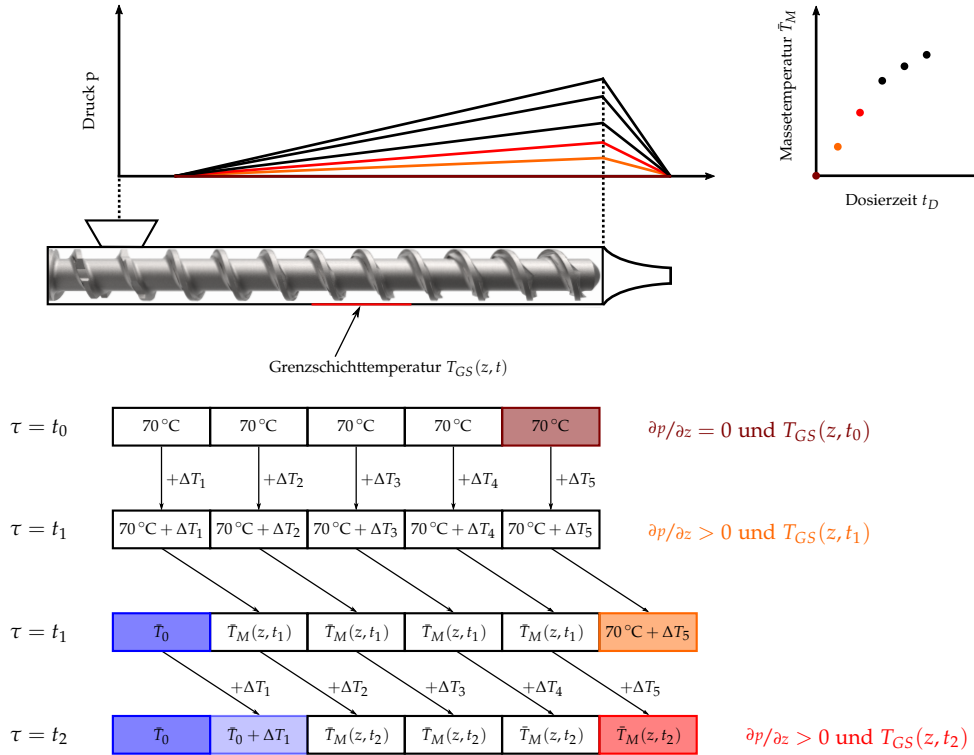 Druck p
Massetemperatur T̄_M
Dosierzeit t_D
Grenzschichttemperatur T_GS(z, t)
τ = t_0
70 °C 70 °C 70 °C 70 °C 70 °C
∂p/∂z = 0 und T_GS(z, t_0)
+ΔT_1 +ΔT_2 +ΔT_3 +ΔT_4 +ΔT_5
τ = t_1
70 °C + ΔT_1 70 °C + ΔT_2 70 °C + ΔT_3 70 °C + ΔT_4 70 °C + ΔT_5
∂p/∂z > 0 und T_GS(z, t_1)
τ = t_1
T̄_0 T̄_M(z, t_1) T̄_M(z, t_1) T̄_M(z, t_1) T̄_M(z, t_1) 70 °C + ΔT_5
+ΔT_1 +ΔT_2 +ΔT_3 +ΔT_4 +ΔT_5
τ = t_2
T̄_0 T̄_0 + ΔT_1 T̄_M(z, t_2) T̄_M(z, t_2) T̄_M(z, t_2) T̄_M(z, t_2)
∂p/∂z > 0 und T_GS(z, t_2)